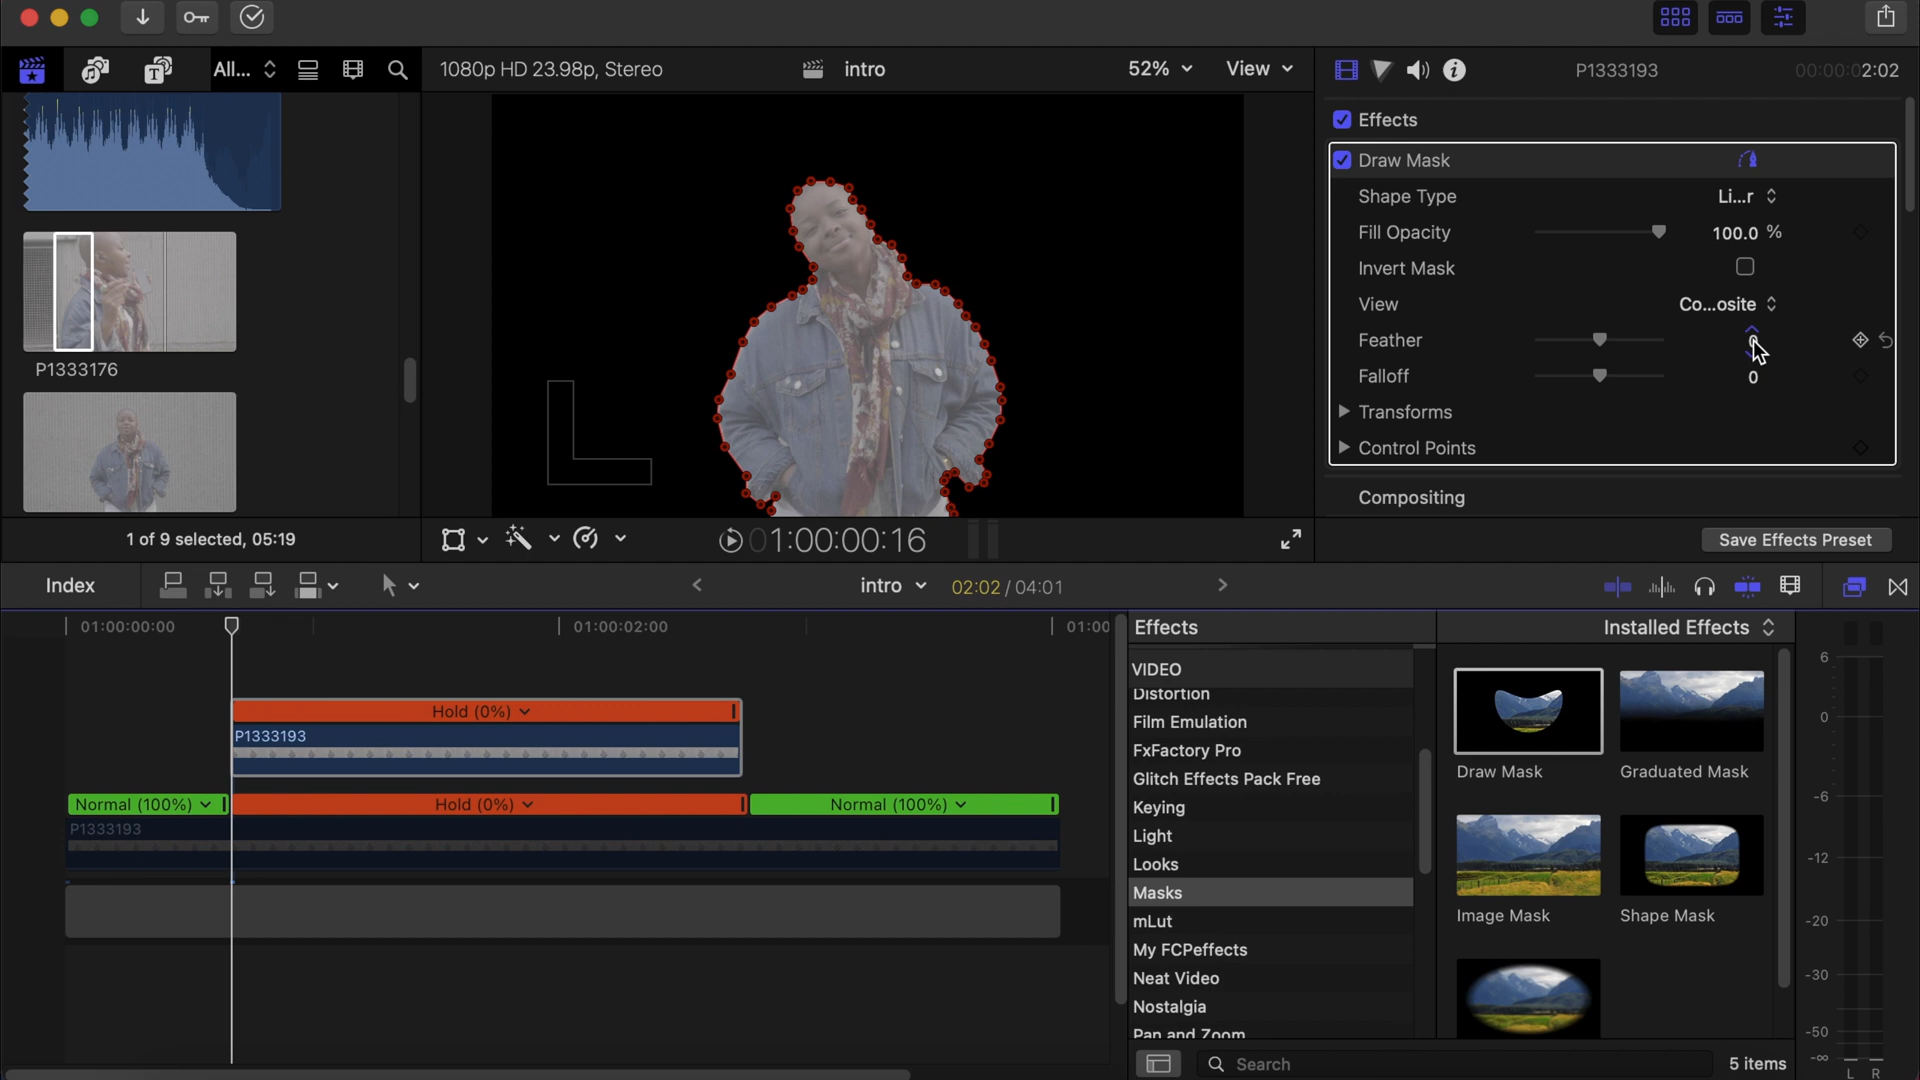 All...
1080p HD 23.98p, Stereo
intro
52%
View
P1333193
00:00:02:02
P1333176
1 of 9 selected, 05:19
01:00:00:16
Effects
Draw Mask
Shape Type
Li...r
Fill Opacity
100.0 %
Invert Mask
View
Co...osite
Feather
0
Falloff
0
Transforms
Control Points
Compositing
Save Effects Preset
Index
intro
02:02 / 04:01
01:00:00:00
01:00:02:00
01:00
Hold (0%)
P1333193
Normal (100%)
Hold (0%)
Normal (100%)
P1333193
Effects
VIDEO
Distortion
Film Emulation
FxFactory Pro
Glitch Effects Pack Free
Keying
Light
Looks
Masks
mLut
My FCPeffects
Neat Video
Nostalgia
Pan and Zoom
Installed Effects
Draw Mask
Graduated Mask
Image Mask
Shape Mask
Search
5 items
6
0
-6
-12
-20
-30
-50
-∞
L R